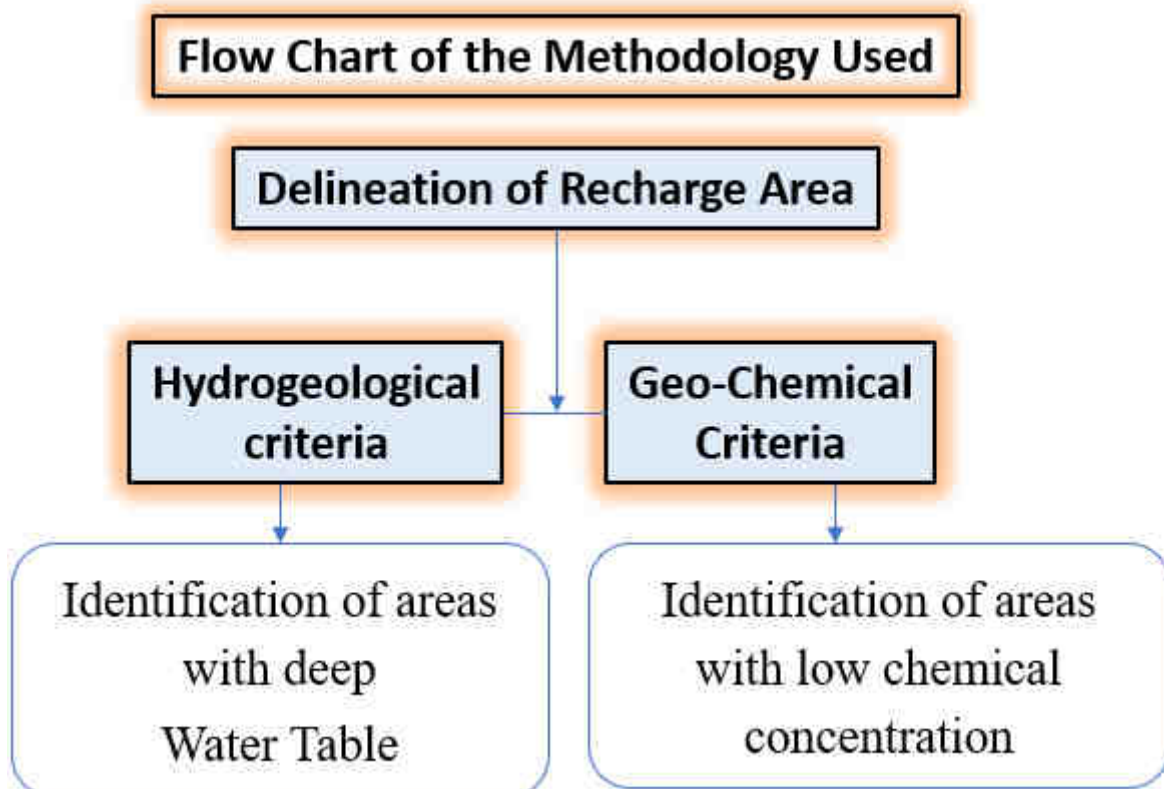 Flow Chart of the Methodology Used
Delineation of Recharge Area
Hydrogeological
criteria
Geo-Chemical
Criteria
Identification of areas
with deep
Water Table
Identification of areas
with low chemical
concentration